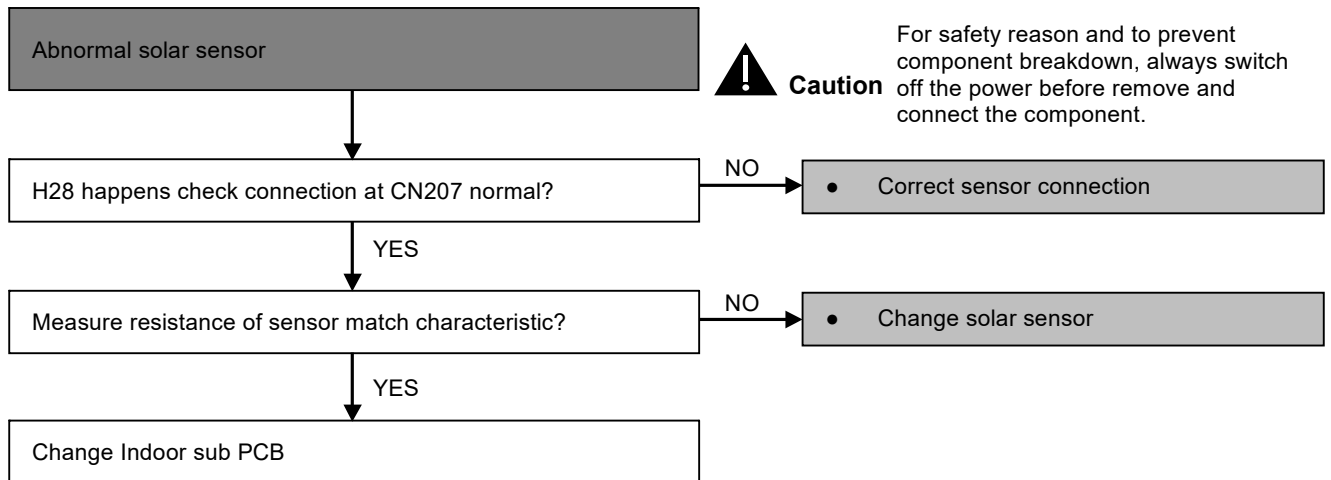 Abnormal solar sensor
Caution
For safety reason and to prevent
component breakdown, always switch
off the power before remove and
connect the component.
H28 happens check connection at CN207 normal?
NO
● Correct sensor connection
YES
Measure resistance of sensor match characteristic?
NO
● Change solar sensor
YES
Change Indoor sub PCB